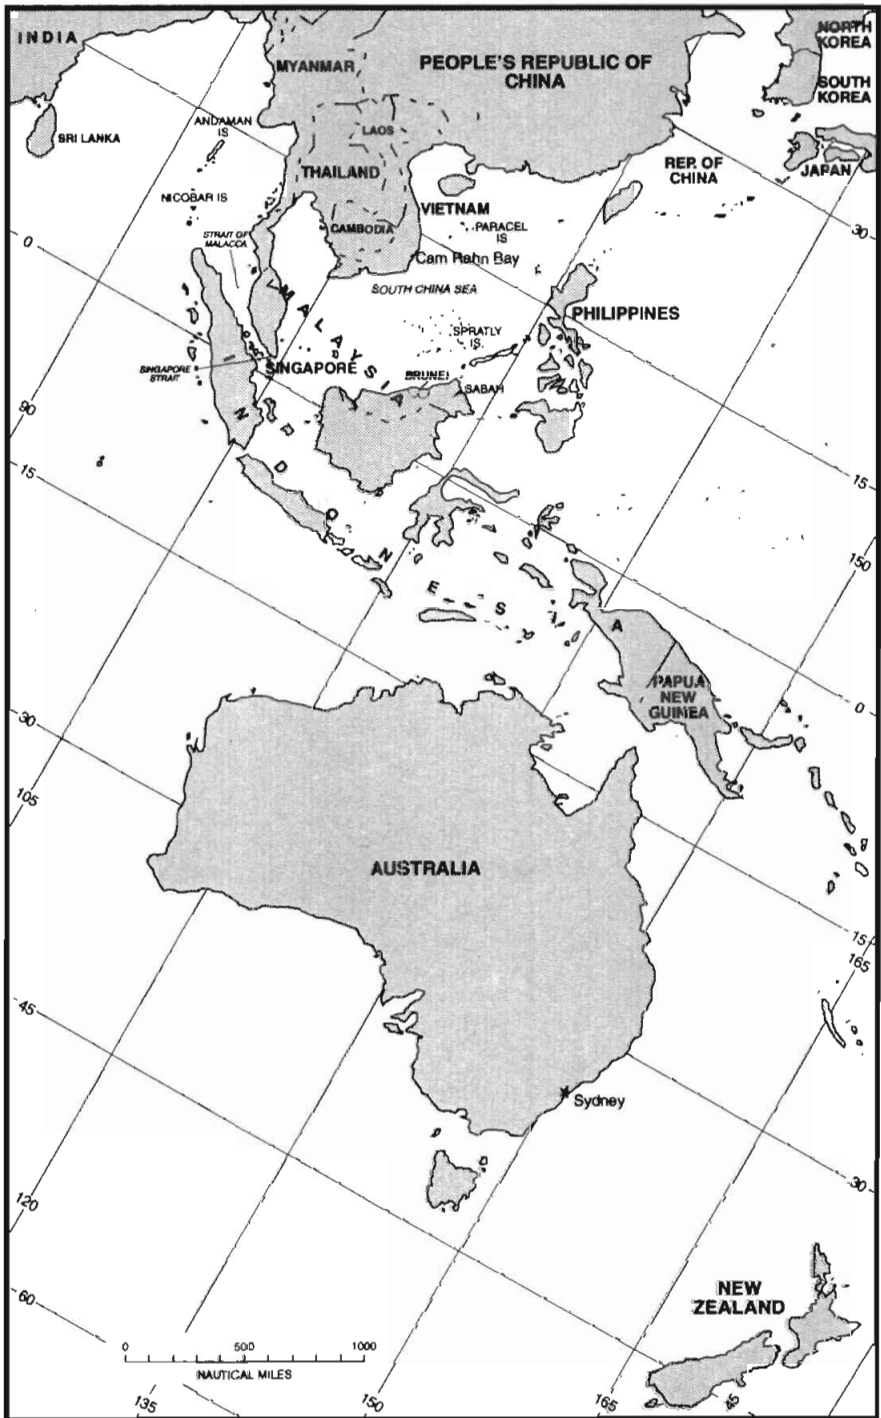 INDIA
MYANMAR
PEOPLE'S REPUBLIC OF
CHINA
NORTH
KOREA
SOUTH
KOREA
SRI LANKA
ANDAMAN
IS
LAOS
THAILAND
REP. OF
CHINA
JAPAN
NICOBAR IS
VIETNAM
CAMBODIA
PARACEL
IS
STRAIT OF
MALACCA
Cam Rahn Bay
SOUTH CHINA SEA
0
30
MALAYSIA
PHILIPPINES
SPRATLY
IS.
SINGAPORE
SINGAPORE
STRAIT
BRUNEI
SABAH
90
15
15
150
INDONESIA
PAPUA
NEW
GUINEA
0
30
105
AUSTRALIA
15
165
45
Sydney
30
120
60
NEW
ZEALAND
0 500 1000
NAUTICAL MILES
135
150
165
45